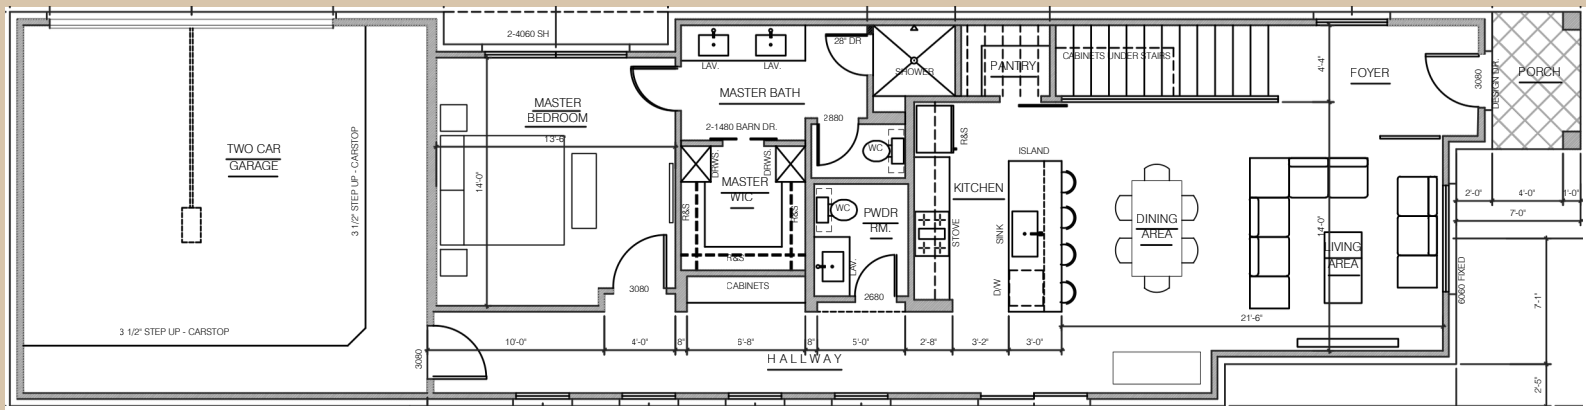 2-4060 SH
LAV.
LAV.
28" DR
SHOWER
PANTRY
CABINETS UNDER STAIRS
4'-4"
FOYER
3080
DESIGN DR.
PORCH
MASTER BATH
MASTER
BEDROOM
13'-6"
14'-0"
2-1480 BARN DR.
2880
WC
R&S
ISLAND
TWO CAR
GARAGE
3 1/2" STEP UP - CARSTOP
3 1/2" STEP UP - CARSTOP
DRWS.
DRWS.
MASTER
WIC
R&S
R&S
R&S
WC
PWDR
RM.
LAV.
KITCHEN
STOVE
SINK
D/W
DINING
AREA
14'-0"
LIVING
AREA
2'-0"
4'-0"
1'-0"
7'-0"
6060 FIXED
7'-1"
2'-5"
3080
CABINETS
2680
21'-6"
3080
10'-0"
4'-0"
8"
6'-8"
8"
5'-0"
2'-8"
3'-2"
3'-0"
HALLWAY